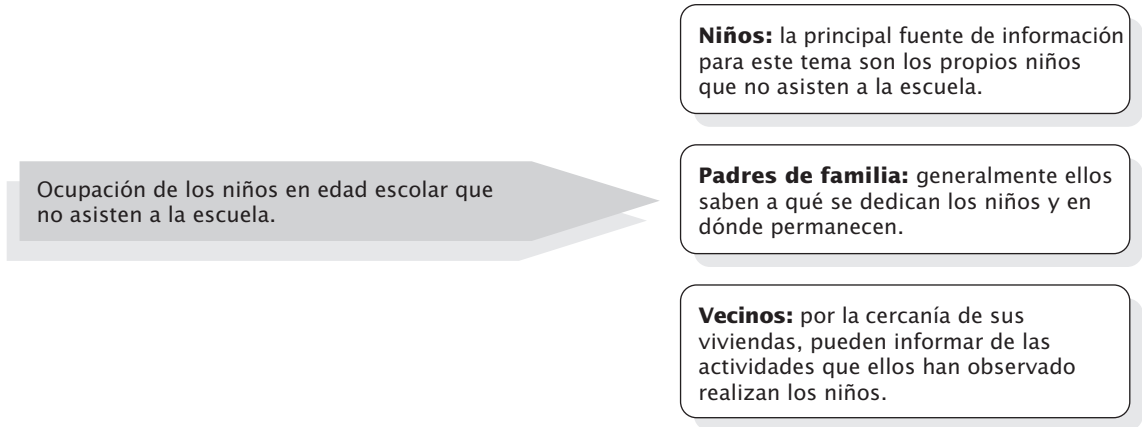 Ocupación de los niños en edad escolar que
no asisten a la escuela.
Niños: la principal fuente de información
para este tema son los propios niños
que no asisten a la escuela.
Padres de familia: generalmente ellos
saben a qué se dedican los niños y en
dónde permanecen.
Vecinos: por la cercanía de sus
viviendas, pueden informar de las
actividades que ellos han observado
realizan los niños.